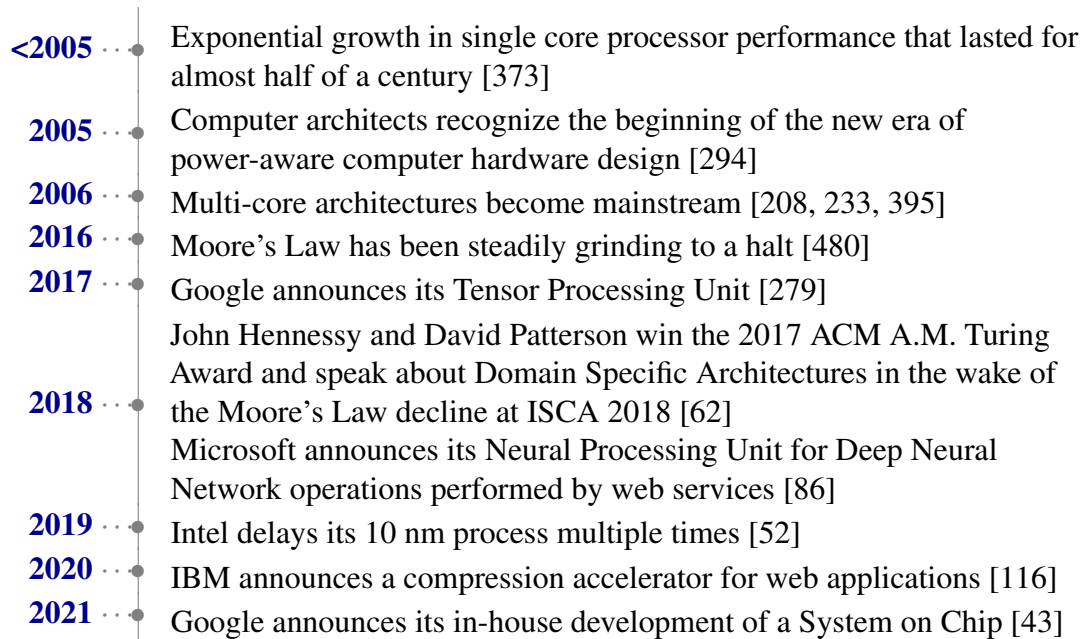 <2005 Exponential growth in single core processor performance that lasted for
almost half of a century [373]
2005 Computer architects recognize the beginning of the new era of
power-aware computer hardware design [294]
2006 Multi-core architectures become mainstream [208, 233, 395]
2016 Moore's Law has been steadily grinding to a halt [480]
2017 Google announces its Tensor Processing Unit [279]
John Hennessy and David Patterson win the 2017 ACM A.M. Turing
Award and speak about Domain Specific Architectures in the wake of
2018 the Moore's Law decline at ISCA 2018 [62]
Microsoft announces its Neural Processing Unit for Deep Neural
Network operations performed by web services [86]
2019 Intel delays its 10 nm process multiple times [52]
2020 IBM announces a compression accelerator for web applications [116]
2021 Google announces its in-house development of a System on Chip [43]